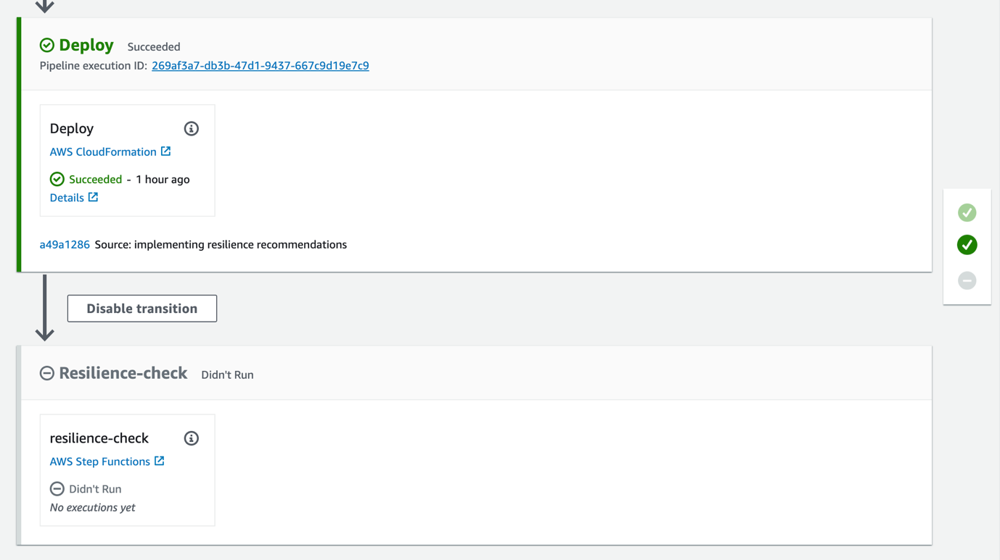 Deploy Succeeded
Pipeline execution ID: 269af3a7-db3b-47d1-9437-667c9d19e7c9
Deploy
AWS CloudFormation
Succeeded - 1 hour ago
Details
a49a1286 Source: implementing resilience recommendations
Disable transition
Resilience-check Didn't Run
resilience-check
AWS Step Functions
Didn't Run
No executions yet